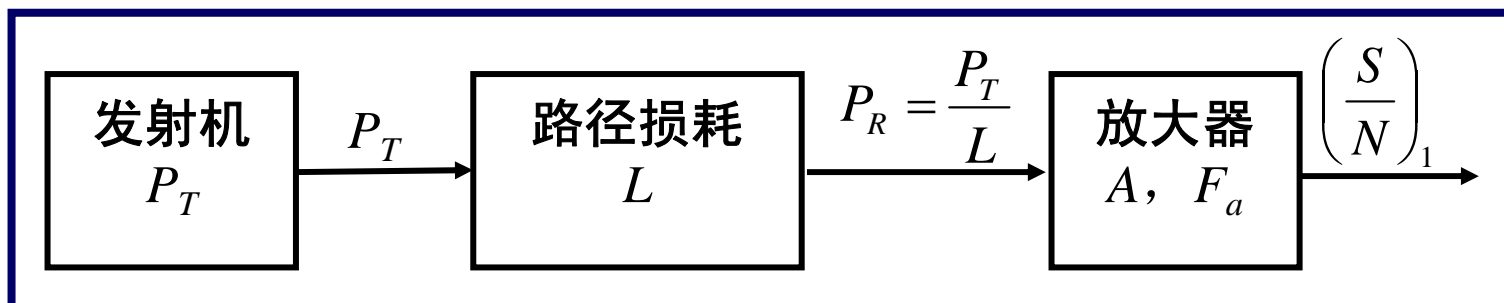 发射机
P_T
P_T
路径损耗
L
P_R = P_T / L
放大器
A，F_a
(S/N)_1